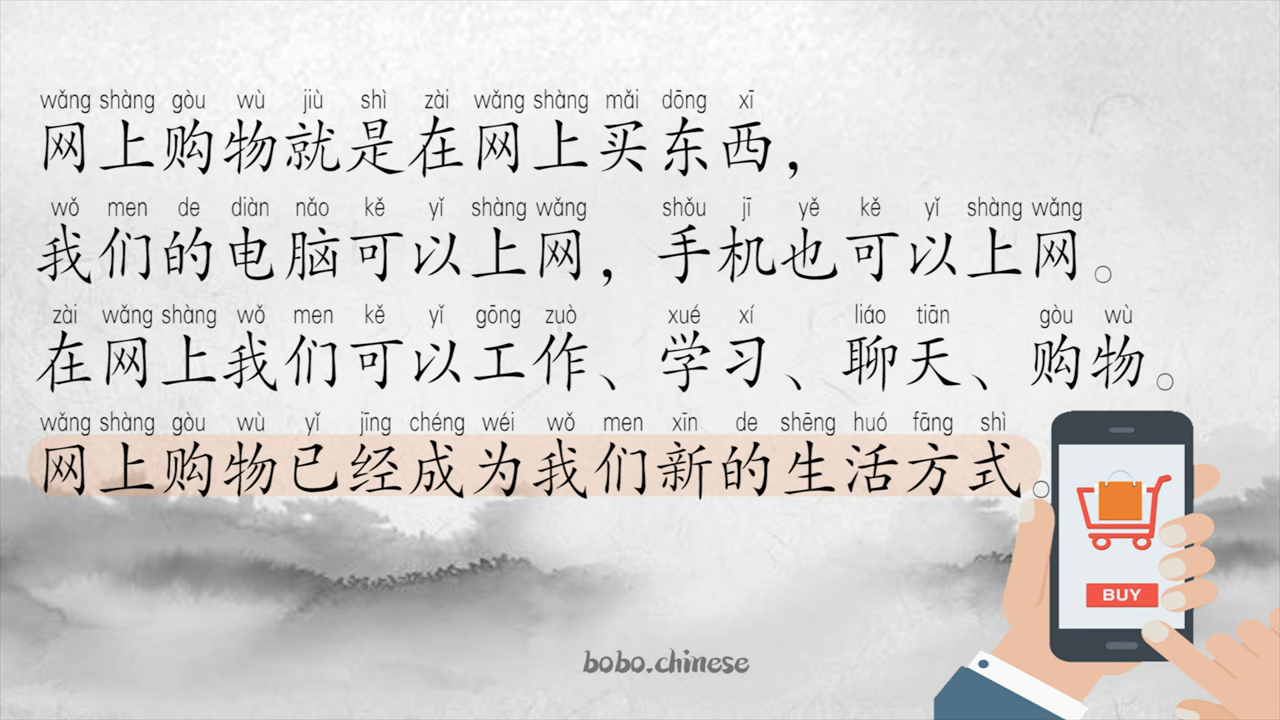 wǎng shàng gòu wù jiù shì zài wǎng shàng mǎi dōng xī
网上购物就是在网上买东西，
wǒ men de diàn nǎo kě yǐ shàng wǎng shǒu jī yě kě yǐ shàng wǎng
我们的电脑可以上网，手机也可以上网。
zài wǎng shàng wǒ men kě yǐ gōng zuò xué xí liáo tiān gòu wù
在网上我们可以工作、学习、聊天、购物。
wǎng shàng gòu wù yǐ jīng chéng wéi wǒ men xīn de shēng huó fāng shì
网上购物已经成为我们新的生活方式。
BUY
bobo.chinese